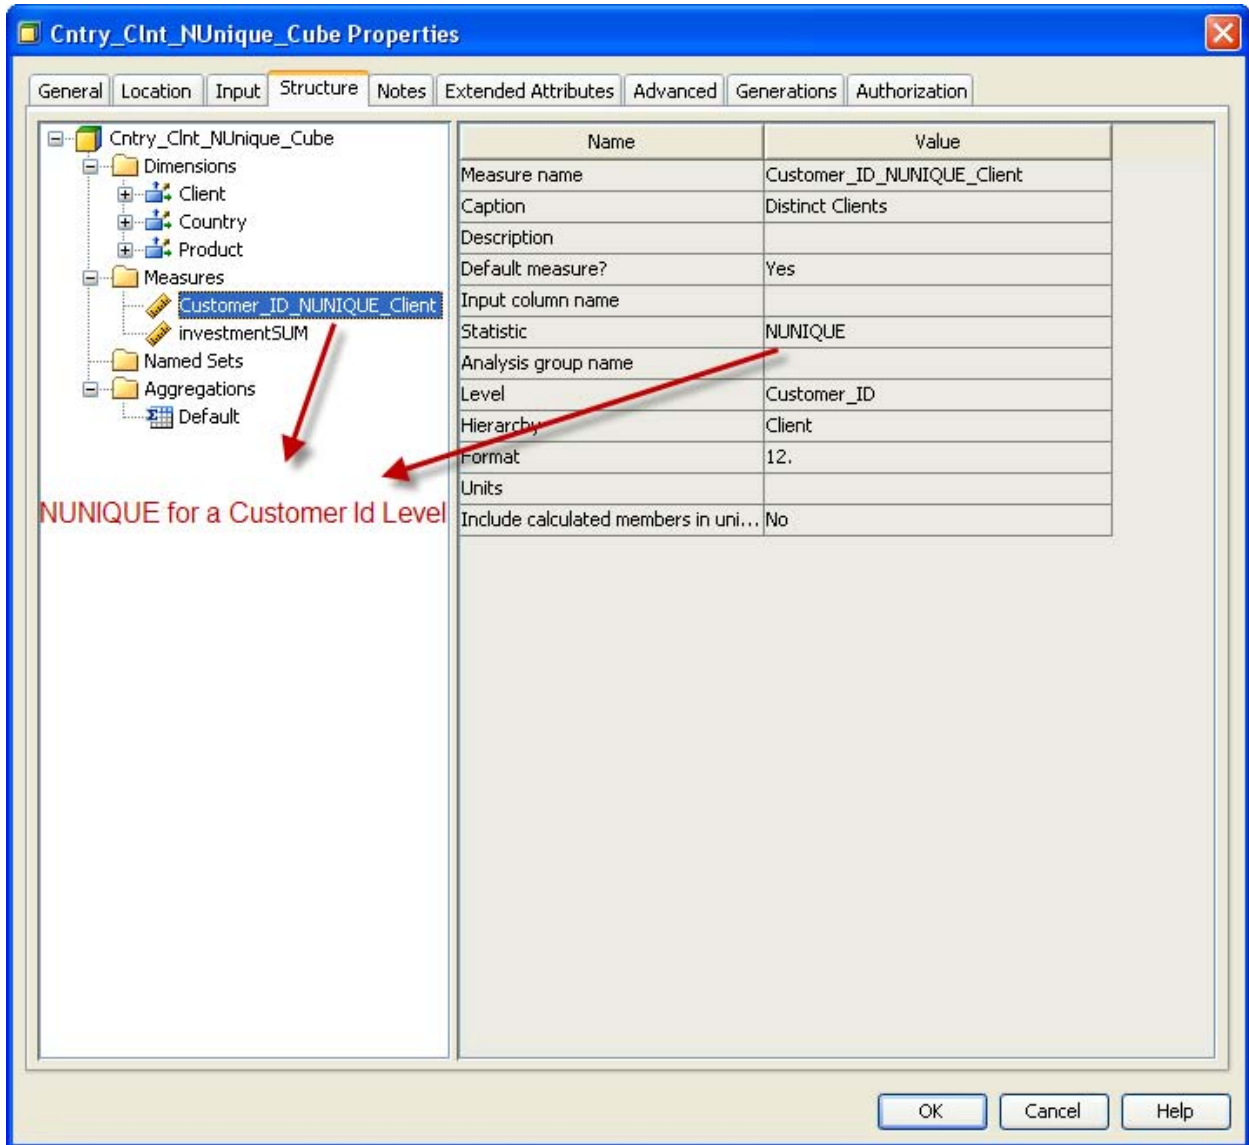 Cntry_Clnt_NUnique_Cube Properties
General Location Input Structure Notes Extended Attributes Advanced Generations Authorization
Cntry_Clnt_NUnique_Cube
Dimensions
Client
Country
Product
Measures
Customer_ID_NUNIQUE_Client
investmentSUM
Named Sets
Aggregations
Default
NUNIQUE for a Customer Id Level
Name Value
Measure name Customer_ID_NUNIQUE_Client
Caption Distinct Clients
Description
Default measure? Yes
Input column name
Statistic NUNIQUE
Analysis group name
Level Customer_ID
Hierarchy Client
Format 12.
Units
Include calculated members in uni... No
OK Cancel Help